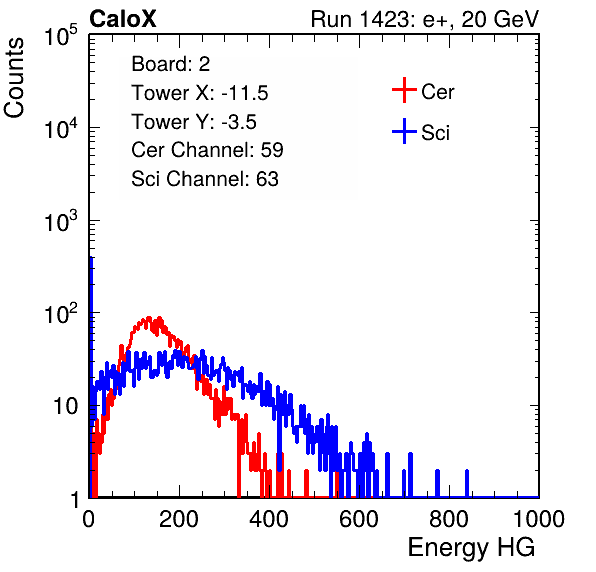 CaloX Run 1423: e+, 20 GeV
Counts
Board: 2
Tower X: -11.5
Tower Y: -3.5
Cer Channel: 59
Sci Channel: 63
Cer
Sci
10^5
10^4
10^3
10^2
10
1
0 200 400 600 800 1000
Energy HG